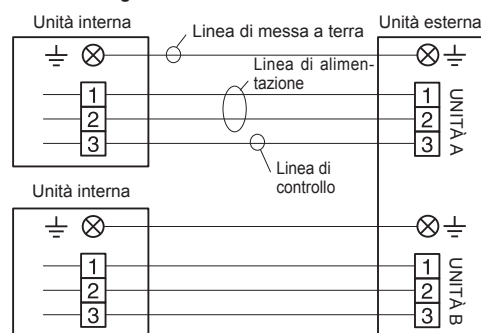 Unità interna
Unità esterna
Linea di messa a terra
Linea di alimen-
tazione
1
2
3
1
2
3
UNITÀ A
Linea di
controllo
Unità interna
1
2
3
1
2
3
UNITÀ B